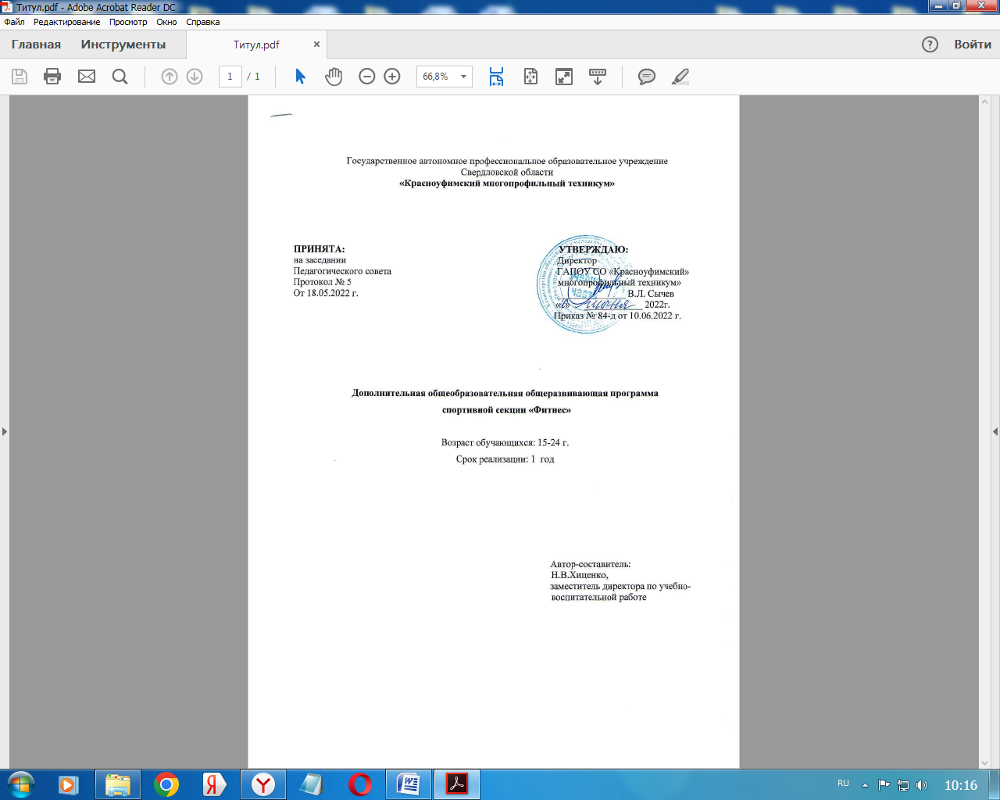 Титул.pdf - Adobe Acrobat Reader DC
Файл Редактирование Просмотр Окно Справка
Главная Инструменты Титул.pdf × ? Войти
1 / 1 66,8%
Государственное автономное профессиональное образовательное учреждение
Свердловской области
«Красноуфимский многопрофильный техникум»
ПРИНЯТА:
на заседании
Педагогического совета
Протокол № 5
От 18.05.2022 г.
УТВЕРЖДАЮ:
Директор
ГАПОУ СО «Красноуфимский»
многопрофильный техникум»
В.Л. Сычев
июня 2022г.
Приказ № 84-д от 10.06.2022 г.
учебная
часть
Дополнительная общеобразовательная общеразвивающая программа
спортивной секции «Фитнес»
Возраст обучающихся: 15-24 г.
Срок реализации: 1 год
Автор-составитель:
Н.В.Хиценко,
заместитель директора по учебно-
воспитательной работе
RU 10:16